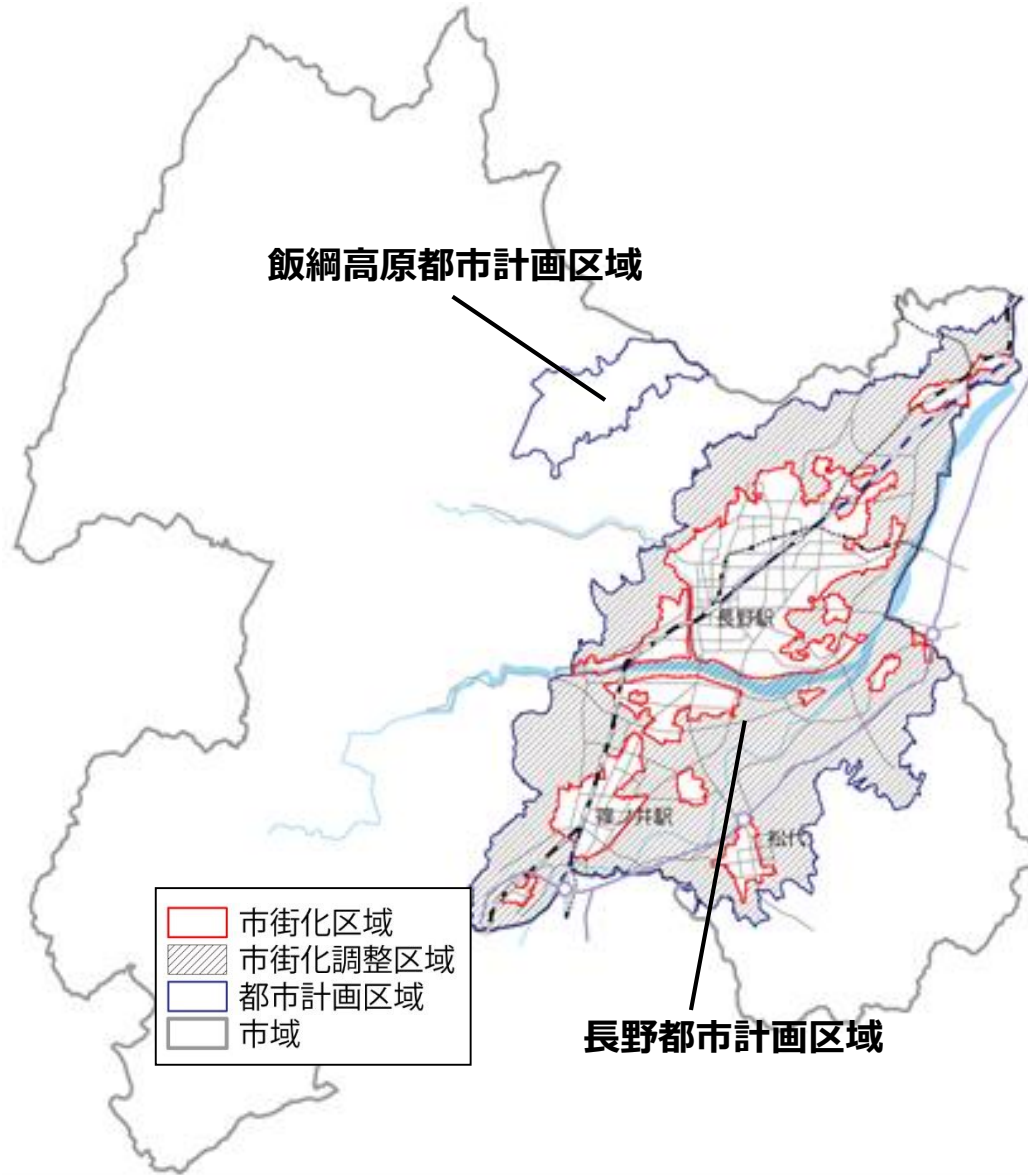 飯綱高原都市計画区域
長野駅
篠ノ井駅
松代
市街化区域
市街化調整区域
都市計画区域
市域
長野都市計画区域